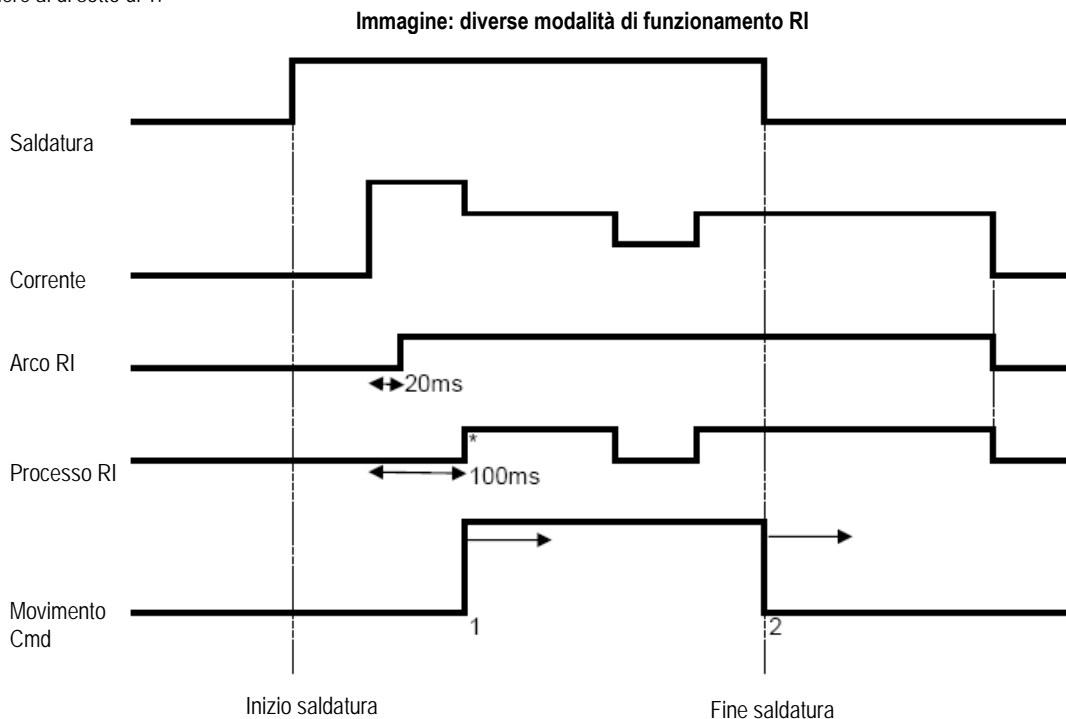 Immagine: diverse modalità di funzionamento RI
Saldatura
Corrente
Arco RI
20ms
*
Processo RI
100ms
Movimento
Cmd
1
2
Inizio saldatura
Fine saldatura